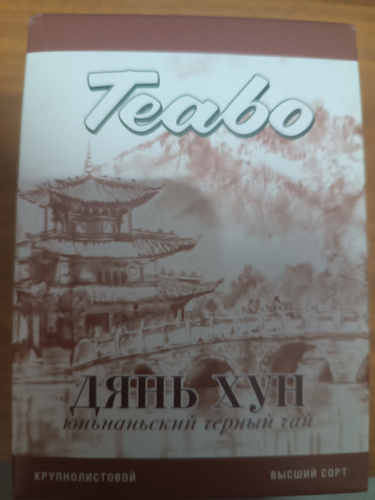 Teabo
ДЯНЬ ХУН
юньнаньский черный чай
КРУПНОЛИСТОВОЙ ВЫСШИЙ СОРТ